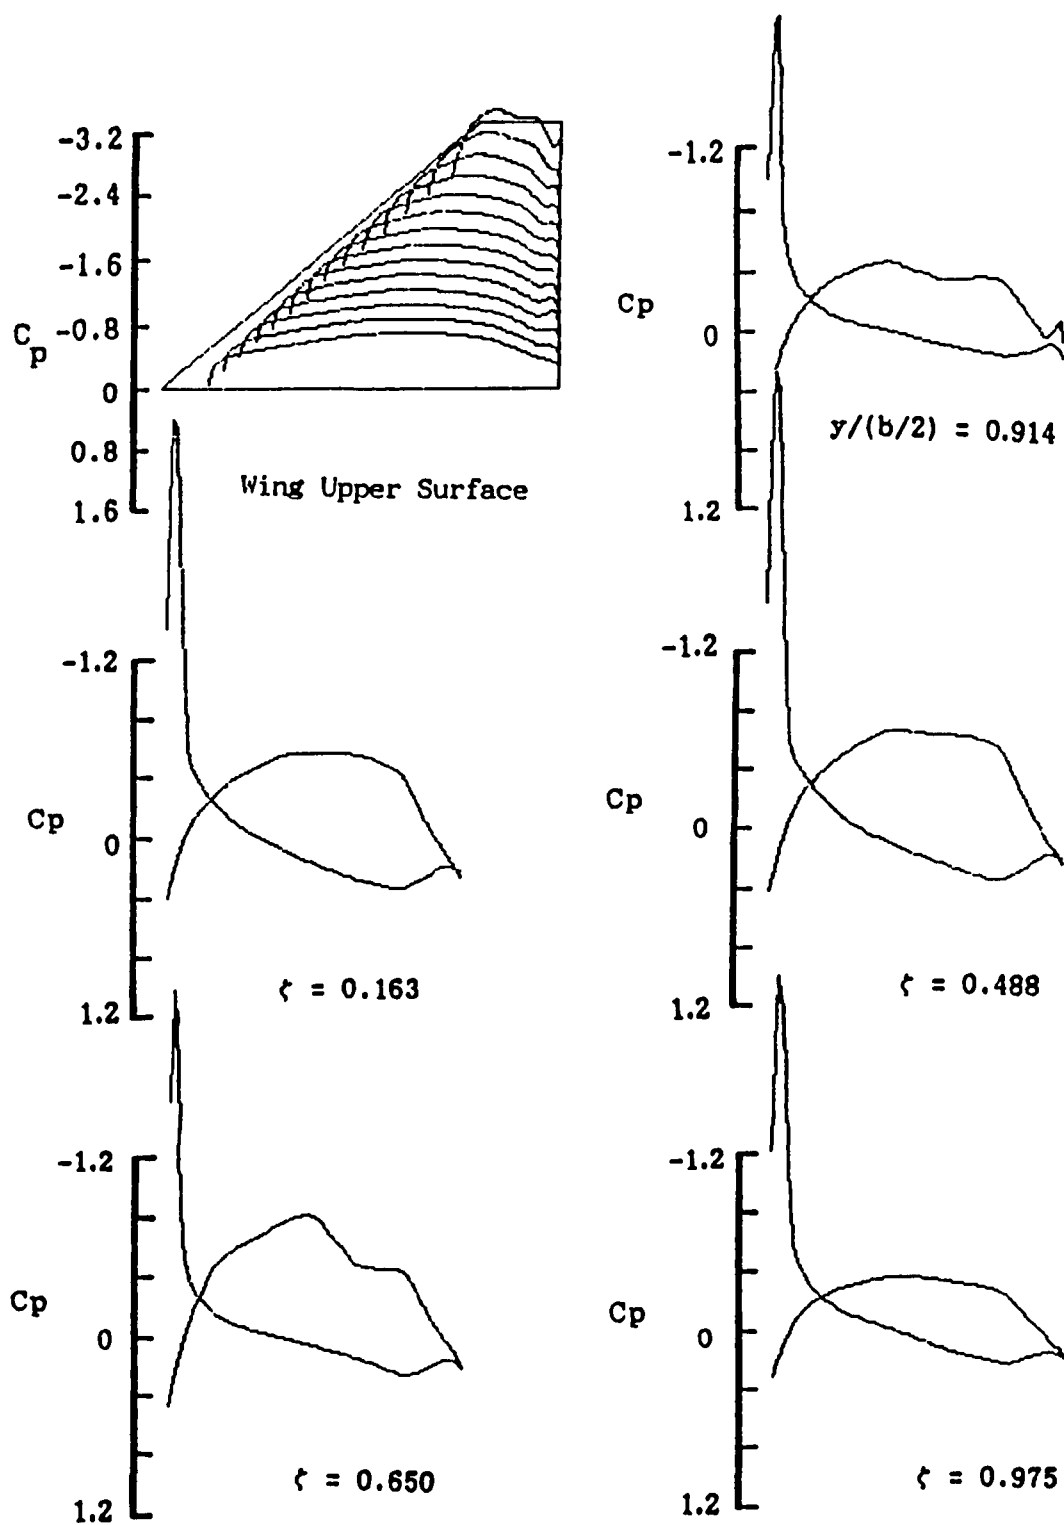 -3.2
-2.4
-1.6
-0.8
0
0.8
1.6
Cp
Wing Upper Surface
-1.2
0
1.2
Cp
y/(b/2) = 0.914
-1.2
0
1.2
Cp
ζ = 0.163
-1.2
0
1.2
Cp
ζ = 0.488
-1.2
0
1.2
Cp
ζ = 0.650
-1.2
0
1.2
Cp
ζ = 0.975